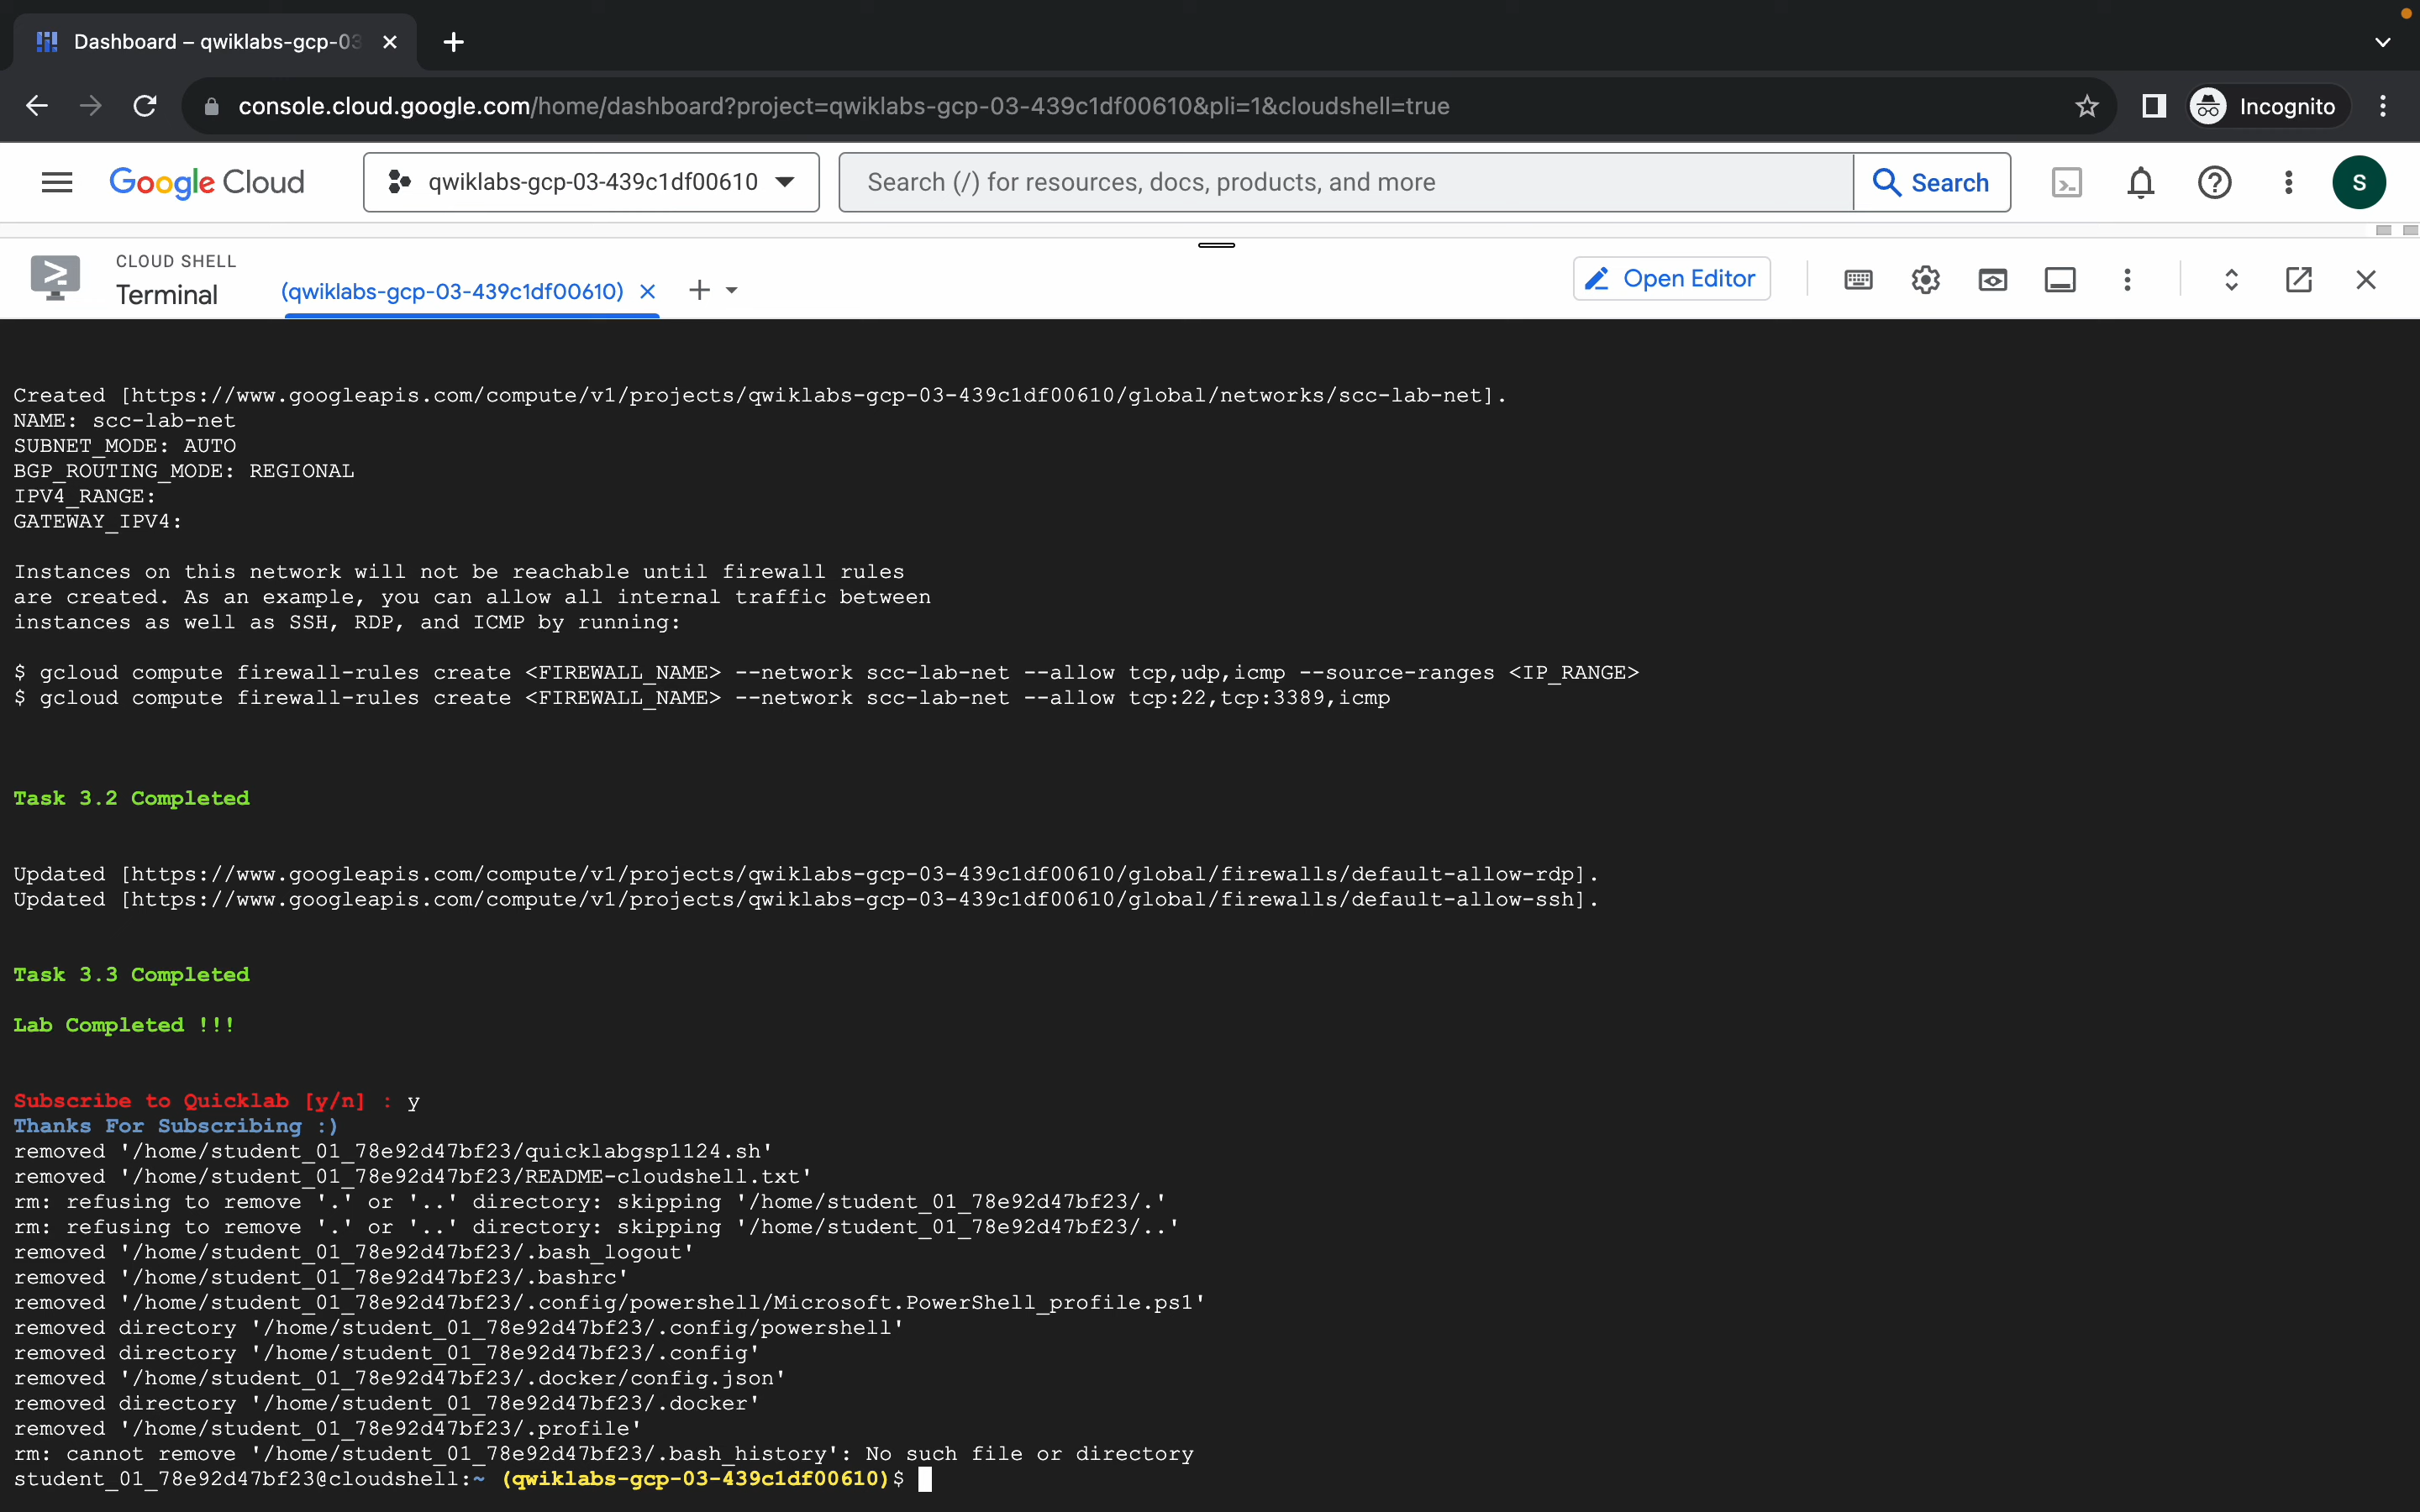 Dashboard – qwiklabs-gcp-03
console.cloud.google.com/home/dashboard?project=qwiklabs-gcp-03-439c1df00610&pli=1&cloudshell=true
Incognito
Google Cloud
qwiklabs-gcp-03-439c1df00610
Search (/) for resources, docs, products, and more
Search
S
CLOUD SHELL
Terminal
(qwiklabs-gcp-03-439c1df00610)
Open Editor
Created [https://www.googleapis.com/compute/v1/projects/qwiklabs-gcp-03-439c1df00610/global/networks/scc-lab-net].
NAME: scc-lab-net
SUBNET_MODE: AUTO
BGP_ROUTING_MODE: REGIONAL
IPV4_RANGE:
GATEWAY_IPV4:
Instances on this network will not be reachable until firewall rules
are created. As an example, you can allow all internal traffic between
instances as well as SSH, RDP, and ICMP by running:
$ gcloud compute firewall-rules create <FIREWALL_NAME> --network scc-lab-net --allow tcp,udp,icmp --source-ranges <IP_RANGE>
$ gcloud compute firewall-rules create <FIREWALL_NAME> --network scc-lab-net --allow tcp:22,tcp:3389,icmp
Task 3.2 Completed
Updated [https://www.googleapis.com/compute/v1/projects/qwiklabs-gcp-03-439c1df00610/global/firewalls/default-allow-rdp].
Updated [https://www.googleapis.com/compute/v1/projects/qwiklabs-gcp-03-439c1df00610/global/firewalls/default-allow-ssh].
Task 3.3 Completed
Lab Completed !!!
Subscribe to Quicklab [y/n] : y
Thanks For Subscribing :)
removed '/home/student_01_78e92d47bf23/quicklabgsp1124.sh'
removed '/home/student_01_78e92d47bf23/README-cloudshell.txt'
rm: refusing to remove '.' or '..' directory: skipping '/home/student_01_78e92d47bf23/.'
rm: refusing to remove '.' or '..' directory: skipping '/home/student_01_78e92d47bf23/..'
removed '/home/student_01_78e92d47bf23/.bash_logout'
removed '/home/student_01_78e92d47bf23/.bashrc'
removed '/home/student_01_78e92d47bf23/.config/powershell/Microsoft.PowerShell_profile.ps1'
removed directory '/home/student_01_78e92d47bf23/.config/powershell'
removed directory '/home/student_01_78e92d47bf23/.config'
removed '/home/student_01_78e92d47bf23/.docker/config.json'
removed directory '/home/student_01_78e92d47bf23/.docker'
removed '/home/student_01_78e92d47bf23/.profile'
rm: cannot remove '/home/student_01_78e92d47bf23/.bash_history': No such file or directory
student_01_78e92d47bf23@cloudshell:~ (qwiklabs-gcp-03-439c1df00610)$